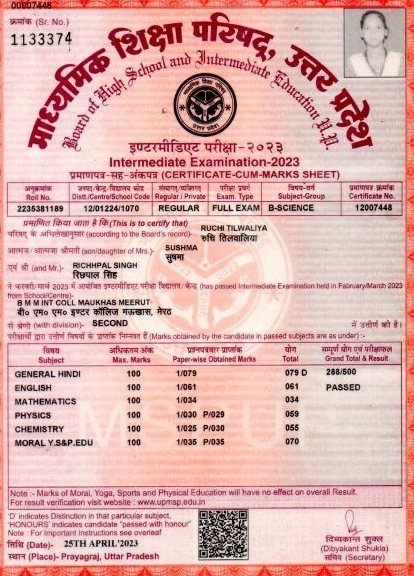 00007448
क्रमांक (Sr. No.)
1133374
माध्यमिक शिक्षा परिषद, उत्तर प्रदेश
Board of High School and Intermediate Education U.P.
इण्टरमीडिएट परीक्षा-२०२३
Intermediate Examination-2023
प्रमाणपत्र-सह-अंकपत्र (CERTIFICATE-CUM-MARKS SHEET)
अनुक्रमांक जनपद/केन्द्र/विद्यालय कोड संस्थागत/व्यक्तिगत परीक्षा प्रकार विषय-वर्ग प्रमाणपत्र क्रमांक
Roll No. Distt./Centre/School Code Regular / Private Exam. Type Subject-Group Certificate No.
2235381189 12/01224/1070 REGULAR FULL EXAM B-SCIENCE 12007448
प्रमाणित किया जाता है कि(This is to certify that) RUCHI TILWALIYA
परिषद् के अभिलेखानुसार (according to the Board's record)- . रुचि तिलवालिया
आत्मज / आत्मजा श्रीमती (son/daughter of Mrs.)- SUSHMA
सुषमा
एवं श्री (and Mr.)- RICHHPAL SINGH
रिछपाल सिंह
ने फरवरी/मार्च 2023 में आयोजित इण्टरमीडिएट परीक्षा विद्यालय / केन्द्र (has passed Intermediate Examination held in February/March 2023
from School/Centre)-
B M M INT COLL MAUKHAS MEERUT
बी० एम० एम० इण्टर कॉलिज मऊखास, मेरठ
से श्रेणी (with division)- SECOND में उत्तीर्ण की है।
परीक्षार्थी द्वारा उत्तीर्ण विषयों के प्राप्तांक निम्नवत हैं (Marks obtained by the candidate in passed subjects are as under) :-
विषय अधिकतम अंक प्रश्नपत्रवार प्राप्तांक योग सम्पूर्ण योग एवं परीक्षाफल
Subject Max. Marks Paper-wise Obtained Marks Total Grand Total & Result
GENERAL HINDI 100 1/079 079 D 288/500
ENGLISH 100 1/061 061 PASSED
MATHEMATICS 100 1/034 034
PHYSICS 100 1/030 P/029 059
CHEMISTRY 100 1/025 P/030 055
MORAL Y.S&P.EDU 100 1/035 P/035 070
Note :- Marks of Moral, Yoga, Sports and Physical Education will have no effect on overall Result.
For result verification visit website : www.upmsp.edu.in
'D' indicates Distinction in that particular subject,
'HONOURS' indicates candidate "passed with honour"
Note : For Important Instructions see overleaf
तिथि (Date)- 25TH APRIL'2023
स्थान (Place)- Prayagraj, Uttar Pradesh
दिब्यकान्त शुक्ल
(Dibyakant Shukla)
सचिव (Secretary)